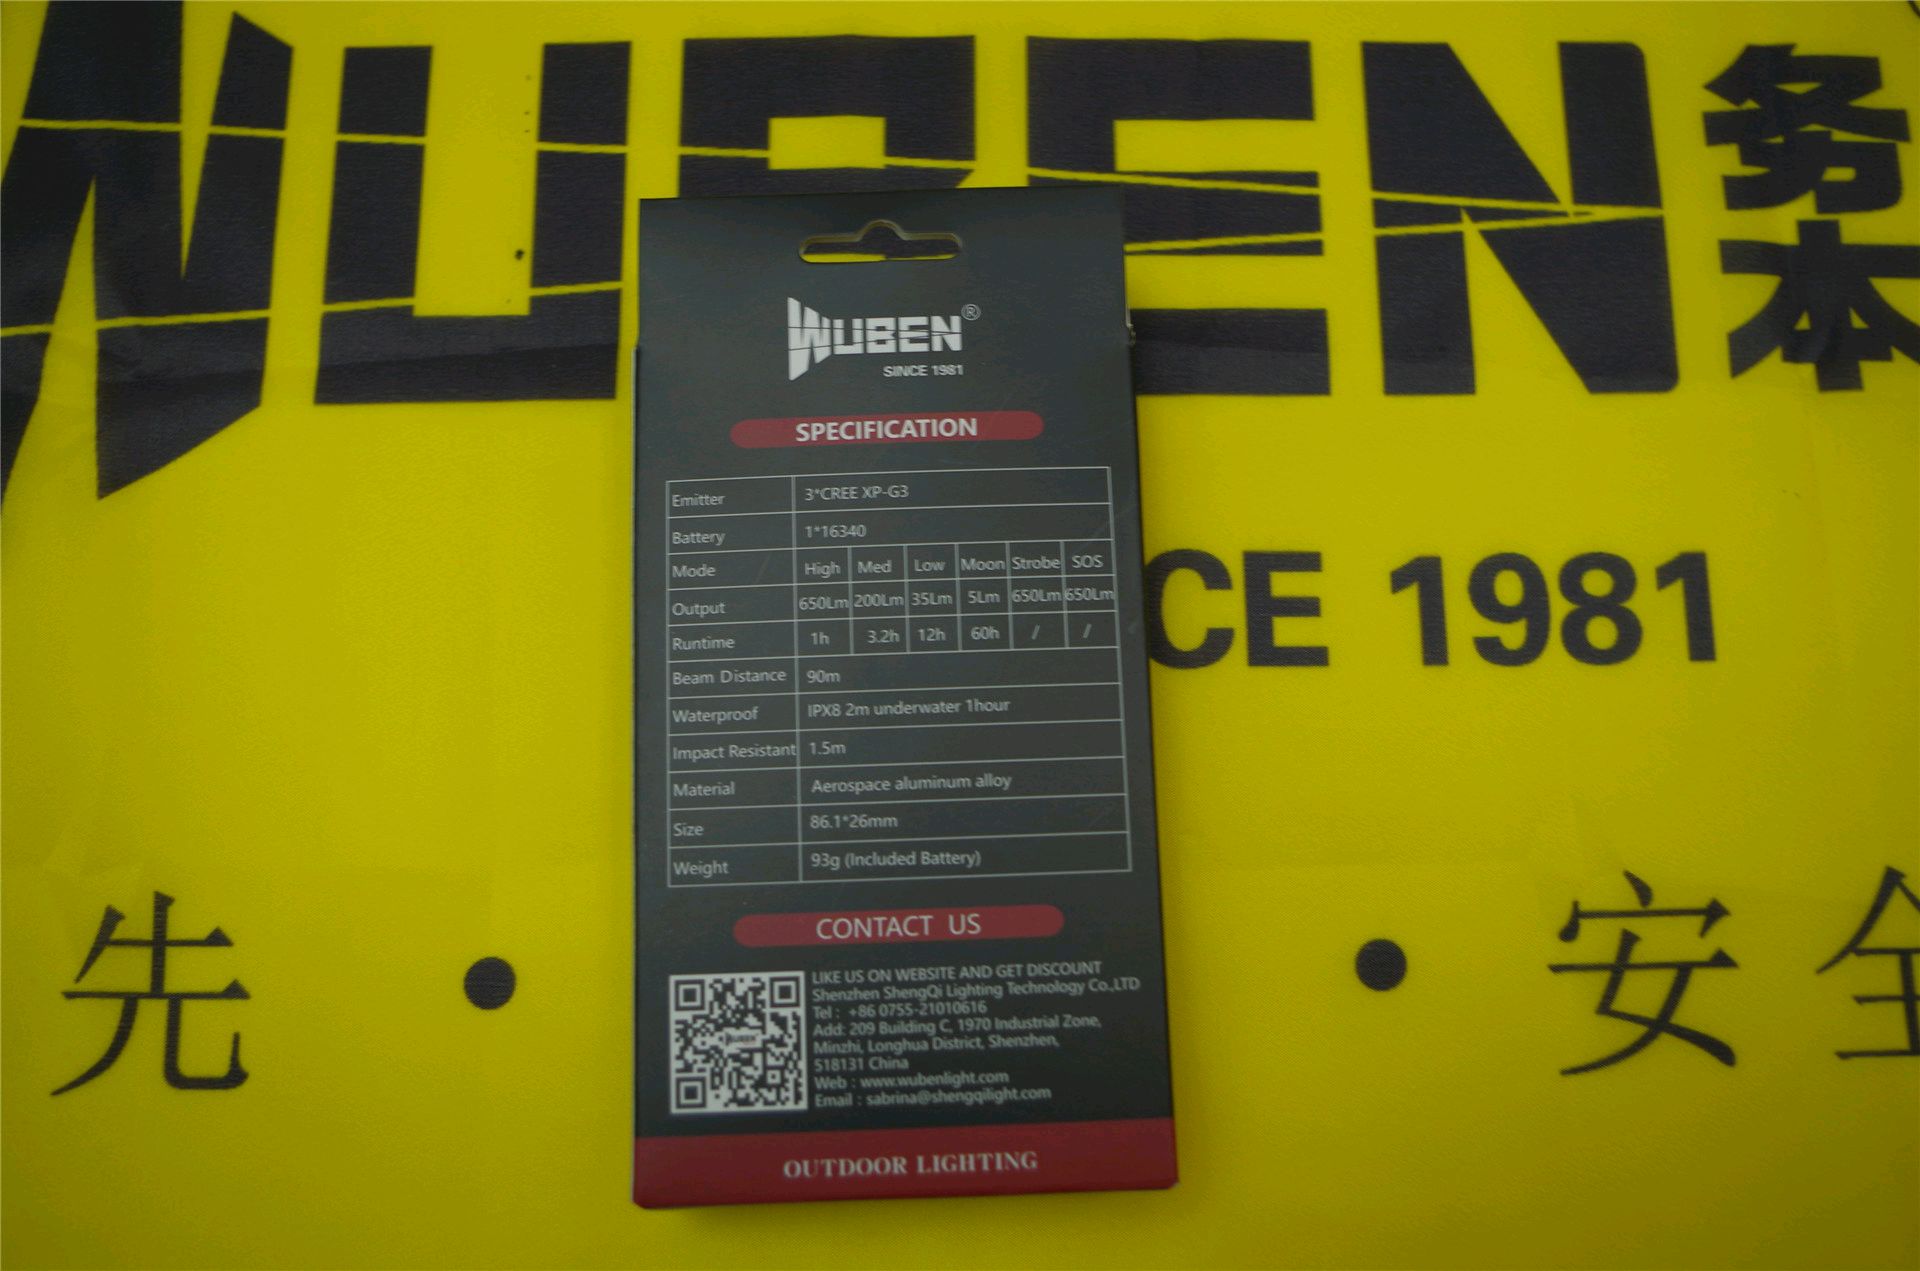 WUBEN 务本
CE 1981
先 • • 安全
WUBEN®
SINCE 1981
SPECIFICATION
Emitter 3*CREE XP-G3
Battery 1*16340
Mode High Med Low Moon Strobe SOS
Output 650Lm 200Lm 35Lm 5Lm 650Lm 650Lm
Runtime 1h 3.2h 12h 60h / /
Beam Distance 90m
Waterproof IPX8 2m underwater 1hour
Impact Resistant 1.5m
Material Aerospace aluminum alloy
Size 86.1*26mm
Weight 93g (Included Battery)
CONTACT US
LIKE US ON WEBSITE AND GET DISCOUNT
Shenzhen ShengQi Lighting Technology Co.,LTD
Tel : +86 0755-21010616
Add: 209 Building C, 1970 Industrial Zone,
Minzhi, Longhua District, Shenzhen,
518131 China
Web : www.wubenlight.com
Email : sabrina@shengqilight.com
WUBEN
OUTDOOR LIGHTING